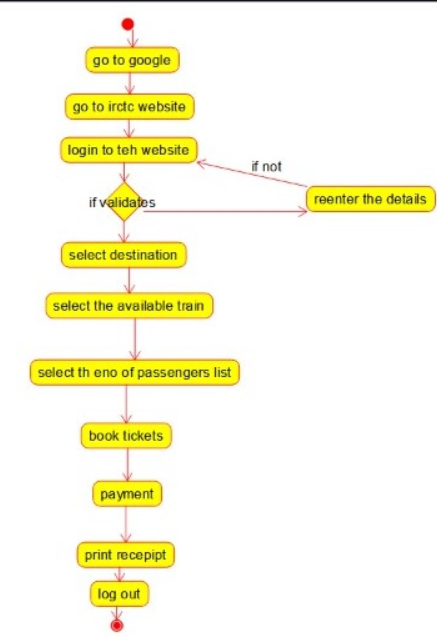 go to google
go to irctc website
login to teh website
if not
reenter the details
if validates
select destination
select the available train
select th eno of passengers list
book tickets
payment
print recepipt
log out